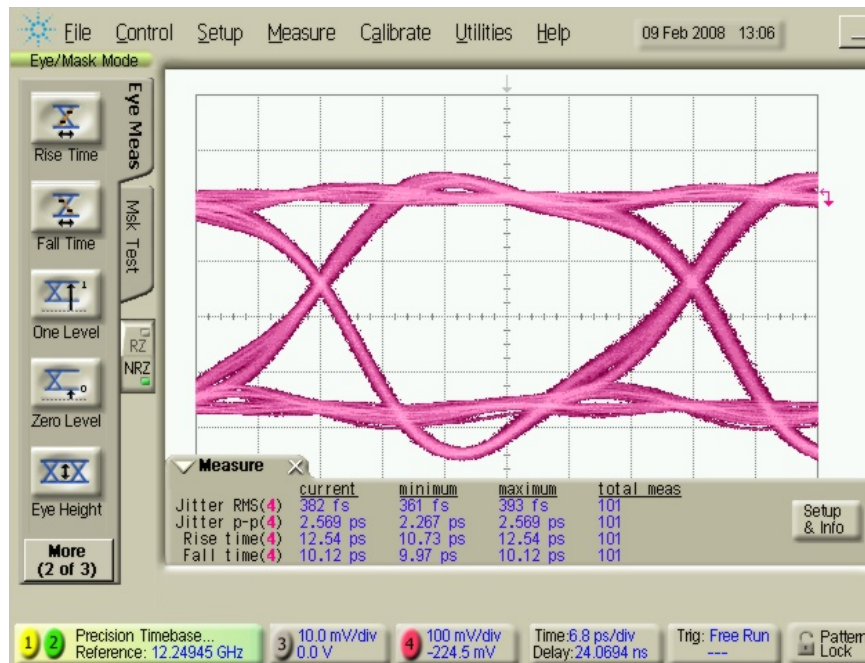 File Control Setup Measure Calibrate Utilities Help 09 Feb 2008 13:06
Eye/Mask Mode
Eye Meas
Msk Test
Rise Time
Fall Time
One Level
RZ
NRZ
Zero Level
Eye Height
More
(2 of 3)
Measure
current minimum maximum total meas
Jitter RMS(4) 382 fs 361 fs 393 fs 101
Jitter p-p(4) 2.569 ps 2.267 ps 2.569 ps 101
Rise time(4) 12.54 ps 10.73 ps 12.54 ps 101
Fall time(4) 10.12 ps 9.97 ps 10.12 ps 101
Setup
& Info
1 2 Precision Timebase...
Reference: 12.24945 GHz
3 10.0 mV/div
0.0 V
4 100 mV/div
-224.5 mV
Time:6.8 ps/div
Delay:24.0694 ns
Trig: Free Run
---
Pattern
Lock